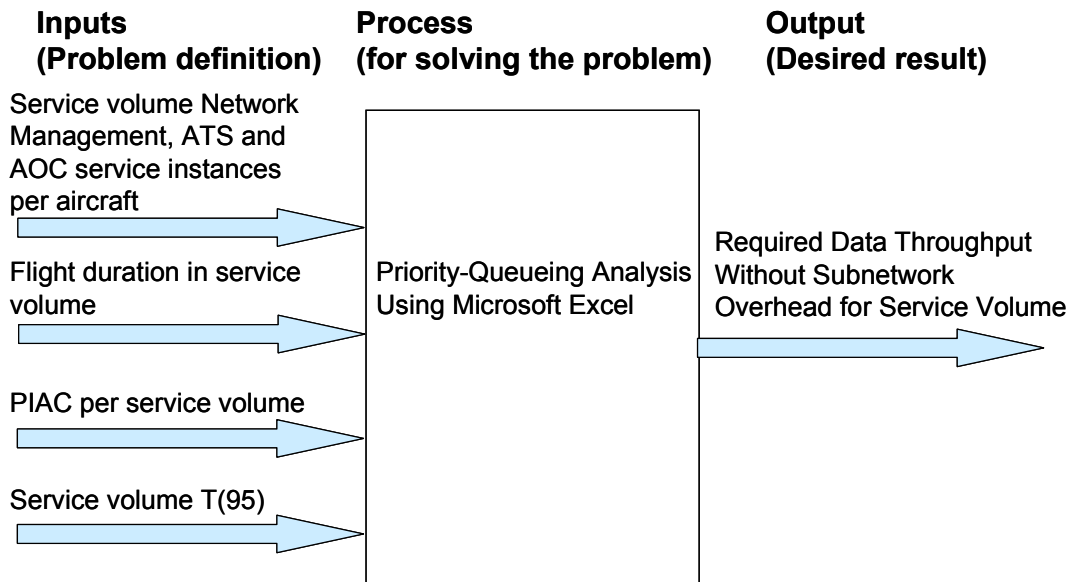 Inputs
(Problem definition)
Process
(for solving the problem)
Output
(Desired result)
Service volume Network
Management, ATS and
AOC service instances
per aircraft
Flight duration in service
volume
PIAC per service volume
Service volume T(95)
Priority-Queueing Analysis
Using Microsoft Excel
Required Data Throughput
Without Subnetwork
Overhead for Service Volume